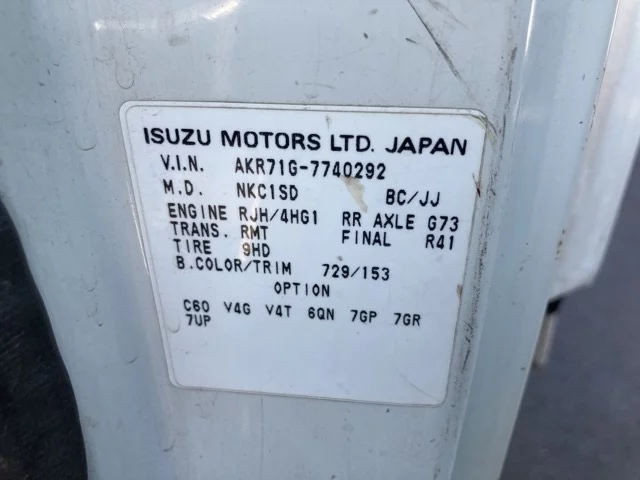 ISUZU MOTORS LTD. JAPAN
V.I.N. AKR71G-7740292
M.D. NKC1SD BC/JJ
ENGINE RJH/4HG1 RR AXLE G73
TRANS. RMT FINAL R41
TIRE 9HD
B.COLOR/TRIM 729/153
OPTION
C60 V4G V4T 6QN 7GP 7GR
7UP